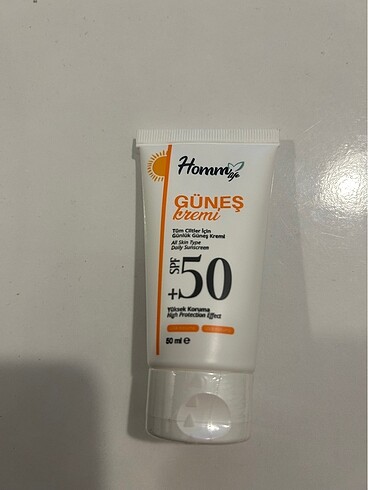 Homm life
GÜNEŞ
kremi
Tüm Ciltler İçin
Günlük Güneş Kremi
All Skin Type
Daily Sunscreen
SPF
+50
Yüksek Koruma
High Protection Effect
50 ml e